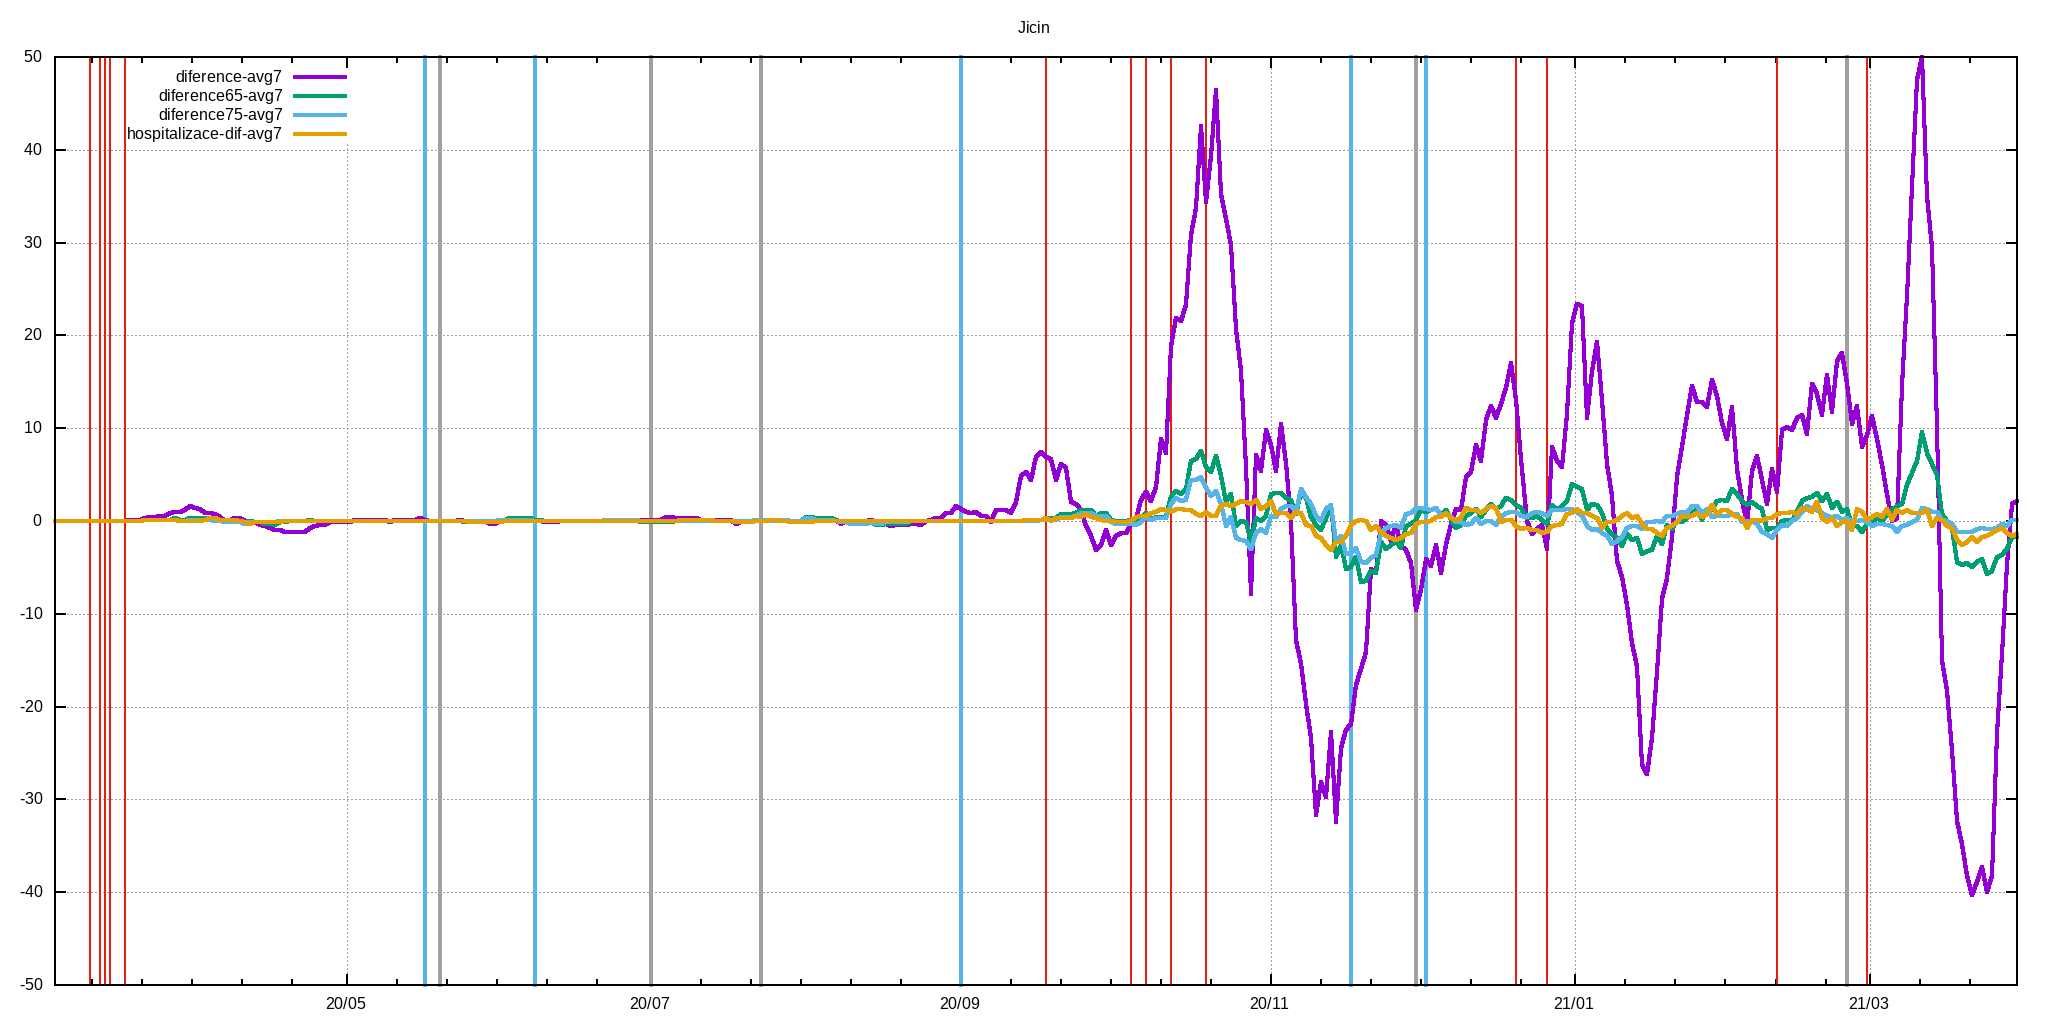 Jicin
50
diference-avg7
diference65-avg7
diference75-avg7
hospitalizace-dif-avg7
40
30
20
10
0
-10
-20
-30
-40
-50
20/05 20/07 20/09 20/11 21/01 21/03